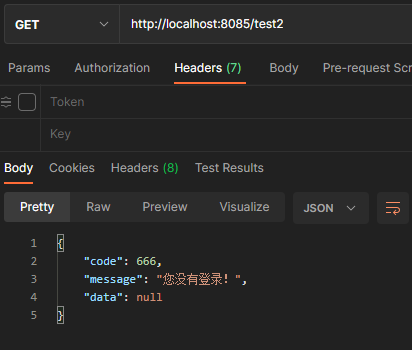 GET http://localhost:8085/test2
Params Authorization Headers (7) Body Pre-request Scr
Token
Key
Body Cookies Headers (8) Test Results
Pretty Raw Preview Visualize JSON
1 {
2 "code": 666,
3 "message": "您没有登录！",
4 "data": null
5 }